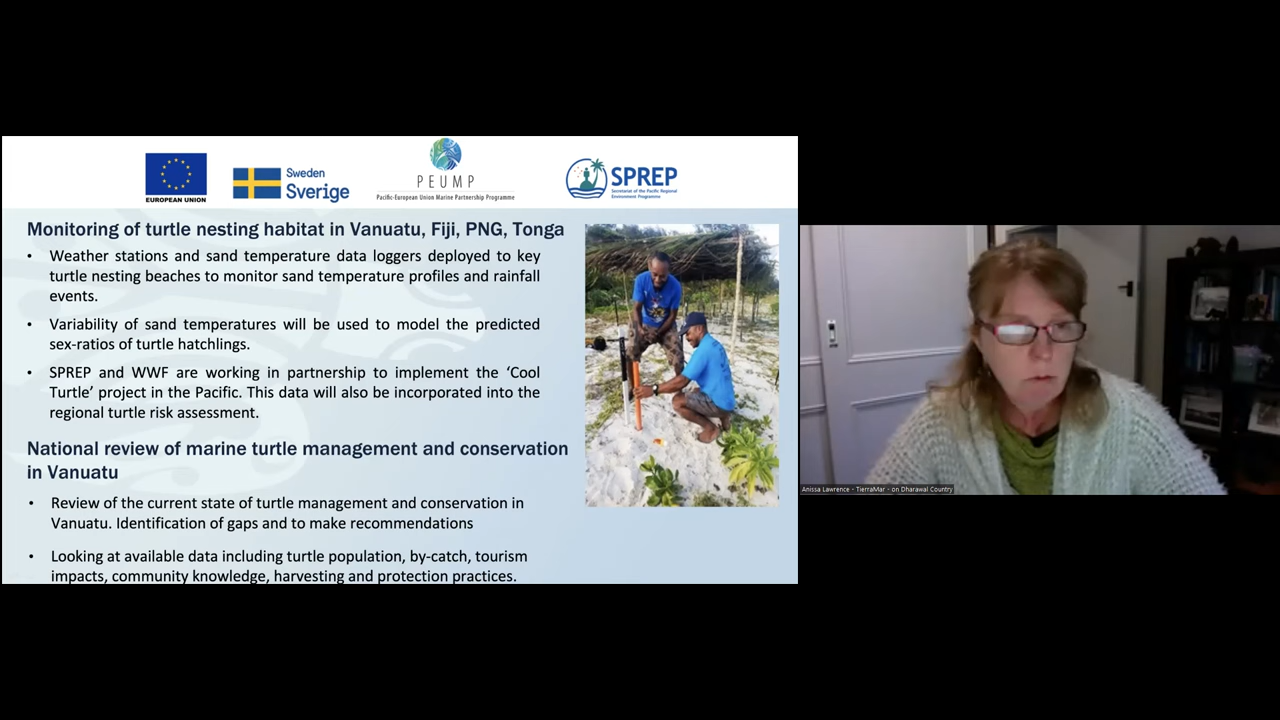 EUROPEAN UNION
Sweden
Sverige
PEUMP
Pacific-European Union Marine Partnership Programme
SPREP
Secretariat of the Pacific Regional
Environment Programme
Monitoring of turtle nesting habitat in Vanuatu, Fiji, PNG, Tonga
• Weather stations and sand temperature data loggers deployed to key
turtle nesting beaches to monitor sand temperature profiles and rainfall
events.
• Variability of sand temperatures will be used to model the predicted
sex-ratios of turtle hatchlings.
• SPREP and WWF are working in partnership to implement the ‘Cool
Turtle’ project in the Pacific. This data will also be incorporated into the
regional turtle risk assessment.
National review of marine turtle management and conservation
in Vanuatu
• Review of the current state of turtle management and conservation in
Vanuatu. Identification of gaps and to make recommendations
• Looking at available data including turtle population, by-catch, tourism
impacts, community knowledge, harvesting and protection practices.
Anissa Lawrence - TierraMar - on Dharawal Country